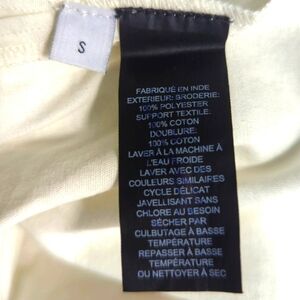 S
FABRIQUÉ EN INDE
EXTERIEUR: BRODERIE:
100% POLYESTER
SUPPORT TEXTILE:
100% COTON
DOUBLURE:
100% COTON
LAVER À LA MACHINE À
L'EAU FROIDE
LAVER AVEC DES
COULEURS SIMILAIRES
CYCLE DÉLICAT
JAVELLISANT SANS
CHLORE AU BESOIN
SÉCHER PAR
CULBUTAGE À BASSE
TEMPÉRATURE
REPASSER À BASSE
TEMPÉRATURE
OU NETTOYER À SEC